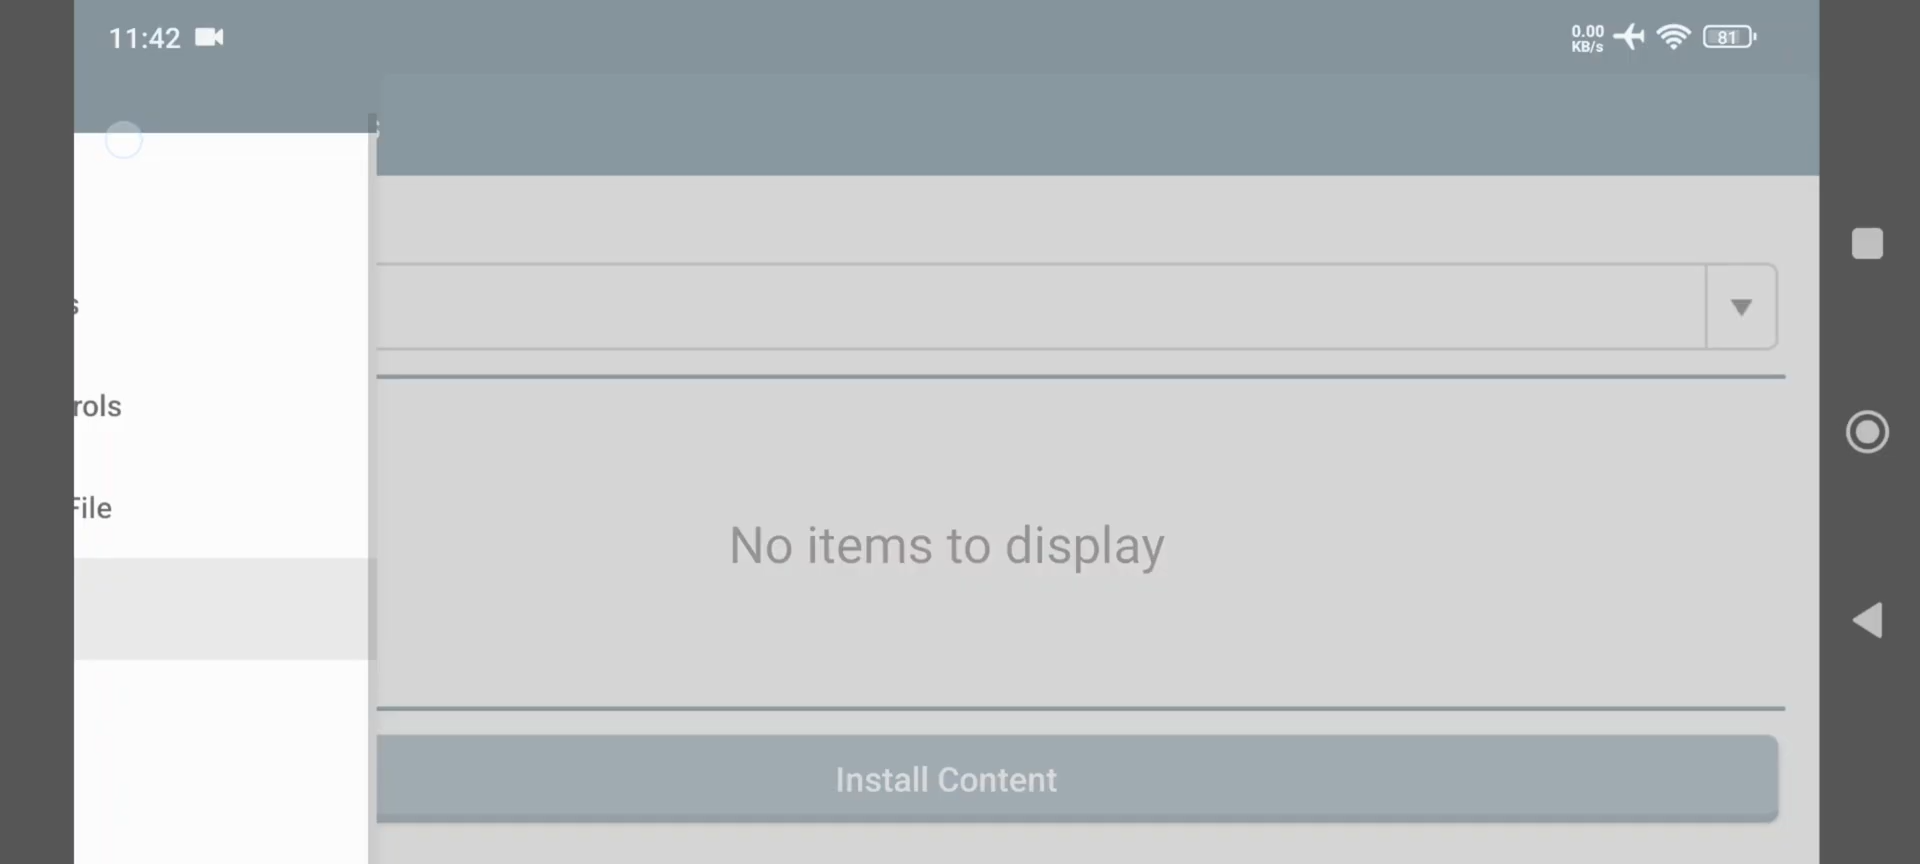 11:42
0.00
KB/s
81
s
s
rols
File
No items to display
Install Content